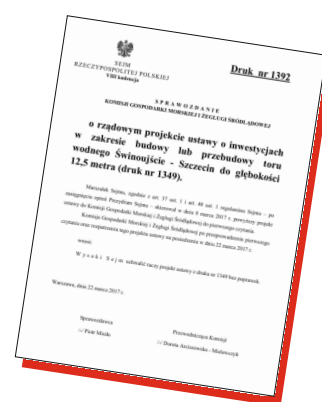 SEJM
RZECZYPOSPOLITEJ POLSKIEJ
VIII kadencja
Druk nr 1392
SPRAWOZDANIE
KOMISJI GOSPODARKI MORSKIEJ I ŻEGLUGI ŚRÓDLĄDOWEJ
o rządowym projekcie ustawy o inwestycjach
w zakresie budowy lub przebudowy toru
wodnego Świnoujście - Szczecin do głębokości
12,5 metra (druk nr 1349).
Marszałek Sejmu, zgodnie z art. 37 ust. 1 i art. 40 ust. 1 regulaminu Sejmu - po
zasięgnięciu opinii Prezydium Sejmu - skierował w dniu 6 marca 2017 r. powyższy projekt
ustawy do Komisji Gospodarki Morskiej i Żeglugi Śródlądowej do pierwszego czytania.
Komisja Gospodarki Morskiej i Żeglugi Śródlądowej po przeprowadzeniu pierwszego
czytania oraz rozpatrzeniu tego projektu ustawy na posiedzeniu w dniu 22 marca 2017 r.
wnosi:
Wysoki Sejm uchwalić raczy projekt ustawy z druku nr 1349 bez poprawek.
Warszawa, dnia 22 marca 2017 r.
Sprawozdawca
Przewodnicząca Komisji
/-/ Piotr
/-/ Dorota Arciszewska - Mielewczyk